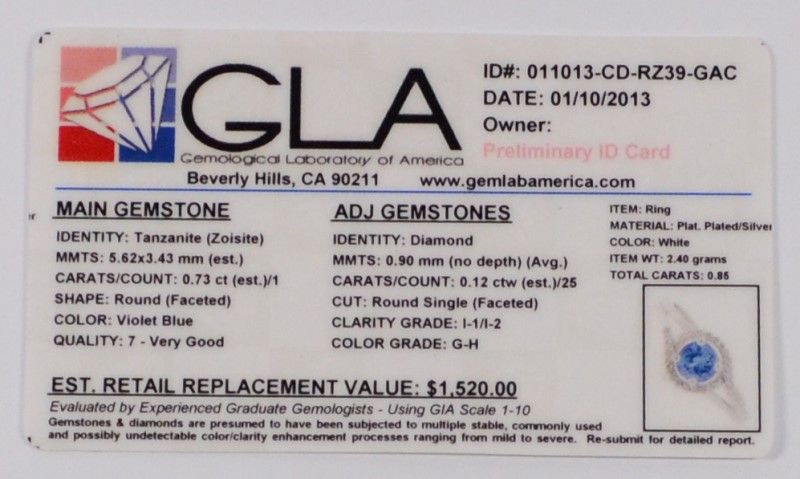 GLA
Gemological Laboratory of America
Beverly Hills, CA 90211 www.gemlabamerica.com
ID#: 011013-CD-RZ39-GAC
DATE: 01/10/2013
Owner:
Preliminary ID Card
MAIN GEMSTONE
IDENTITY: Tanzanite (Zoisite)
MMTS: 5.62x3.43 mm (est.)
CARATS/COUNT: 0.73 ct (est.)/1
SHAPE: Round (Faceted)
COLOR: Violet Blue
QUALITY: 7 - Very Good
ADJ GEMSTONES
IDENTITY: Diamond
MMTS: 0.90 mm (no depth) (Avg.)
CARATS/COUNT: 0.12 ctw (est.)/25
CUT: Round Single (Faceted)
CLARITY GRADE: I-1/I-2
COLOR GRADE: G-H
ITEM: Ring
MATERIAL: Plat. Plated/Silver
COLOR: White
ITEM WT: 2.40 grams
TOTAL CARATS: 0.85
EST. RETAIL REPLACEMENT VALUE: $1,520.00
Evaluated by Experienced Graduate Gemologists - Using GIA Scale 1-10
Gemstones & diamonds are presumed to have been subjected to multiple stable, commonly used
and possibly undetectable color/clarity enhancement processes ranging from mild to severe. Re-submit for detailed report.